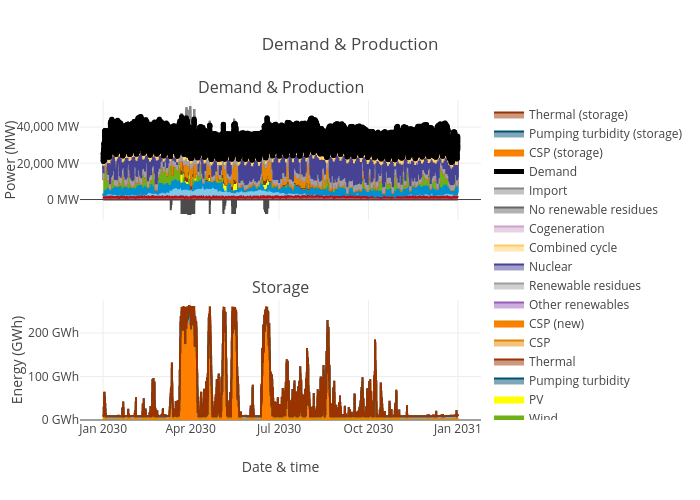 Demand & Production
Demand & Production
Power (MW)
40,000 MW
20,000 MW
0 MW
Storage
Energy (GWh)
200 GWh
100 GWh
0 GWh
Jan 2030
Apr 2030
Jul 2030
Oct 2030
Jan 2031
Date & time
Thermal (storage)
Pumping turbidity (storage)
CSP (storage)
Demand
Import
No renewable residues
Cogeneration
Combined cycle
Nuclear
Renewable residues
Other renewables
CSP (new)
CSP
Thermal
Pumping turbidity
PV
Wind